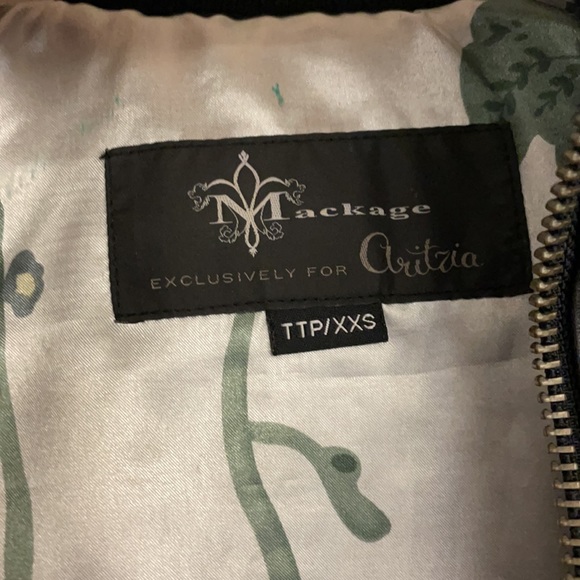 Mackage
EXCLUSIVELY FOR Aritzia
TTP/XXS